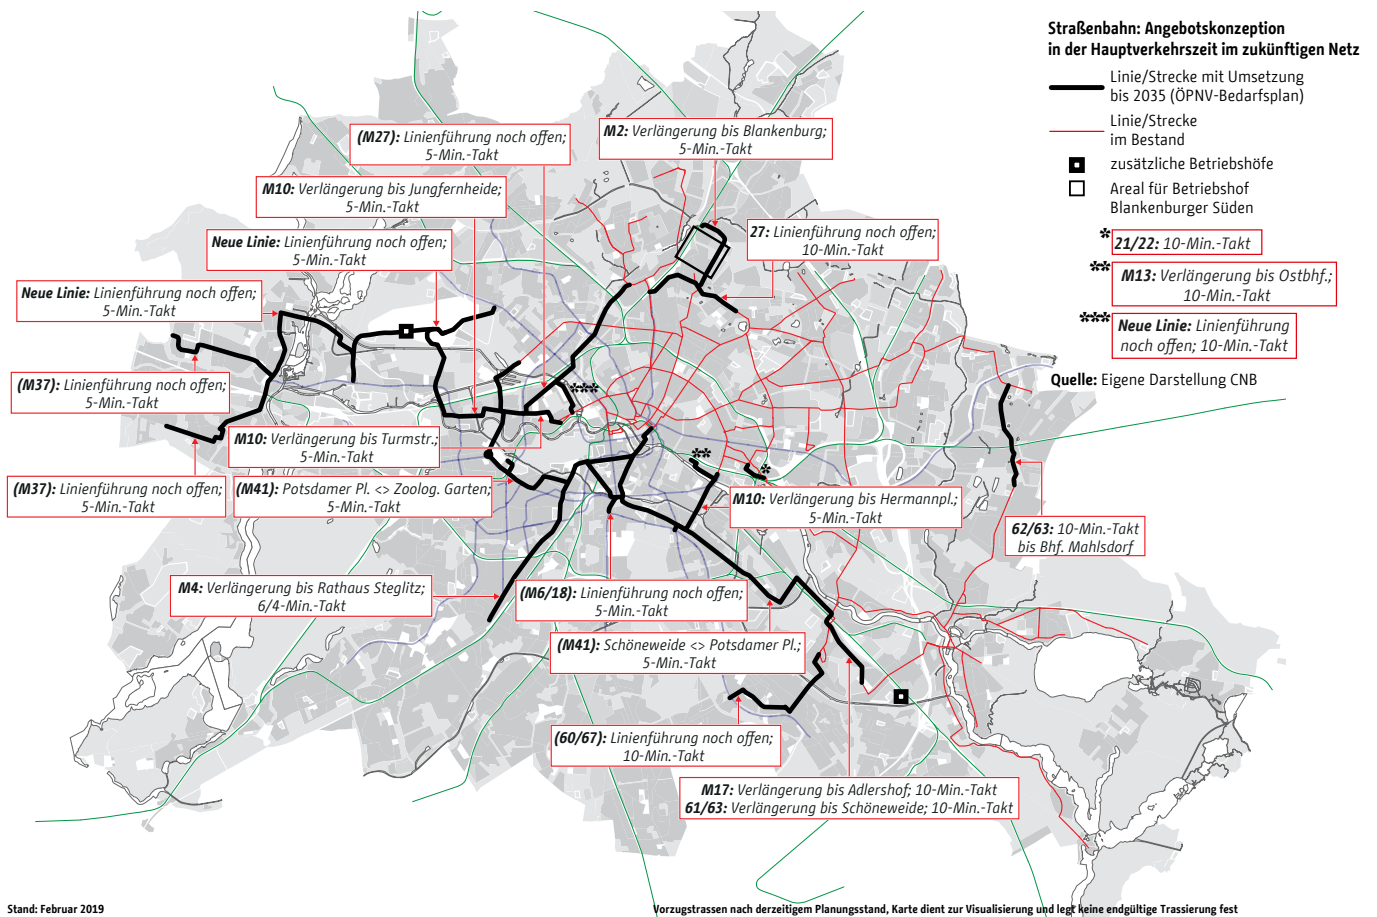 Straßenbahn: Angebotskonzeption
in der Hauptverkehrszeit im zukünftigen Netz
Linie/Strecke mit Umsetzung
bis 2035 (ÖPNV-Bedarfsplan)
Linie/Strecke
im Bestand
zusätzliche Betriebshöfe
Areal für Betriebshof
Blankenburger Süden
* 21/22: 10-Min.-Takt
** M13: Verlängerung bis Ostbhf.;
10-Min.-Takt
*** Neue Linie: Linienführung
noch offen; 10-Min.-Takt
Quelle: Eigene Darstellung CNB
(M27): Linienführung noch offen;
5-Min.-Takt
M2: Verlängerung bis Blankenburg;
5-Min.-Takt
M10: Verlängerung bis Jungfernheide;
5-Min.-Takt
Neue Linie: Linienführung noch offen;
5-Min.-Takt
27: Linienführung noch offen;
10-Min.-Takt
Neue Linie: Linienführung noch offen;
5-Min.-Takt
(M37): Linienführung noch offen;
5-Min.-Takt
***
M10: Verlängerung bis Turmstr.;
5-Min.-Takt
**
*
(M37): Linienführung noch offen;
5-Min.-Takt
(M41): Potsdamer Pl. <> Zoolog. Garten;
5-Min.-Takt
M10: Verlängerung bis Hermannpl.;
5-Min.-Takt
62/63: 10-Min.-Takt
bis Bhf. Mahlsdorf
M4: Verlängerung bis Rathaus Steglitz;
6/4-Min.-Takt
(M6/18): Linienführung noch offen;
5-Min.-Takt
(M41): Schöneweide <> Potsdamer Pl.;
5-Min.-Takt
(60/67): Linienführung noch offen;
10-Min.-Takt
M17: Verlängerung bis Adlershof; 10-Min.-Takt
61/63: Verlängerung bis Schöneweide; 10-Min.-Takt
Stand: Februar 2019
Vorzugstrassen nach derzeitigem Planungsstand, Karte dient zur Visualisierung und legt keine endgültige Trassierung fest